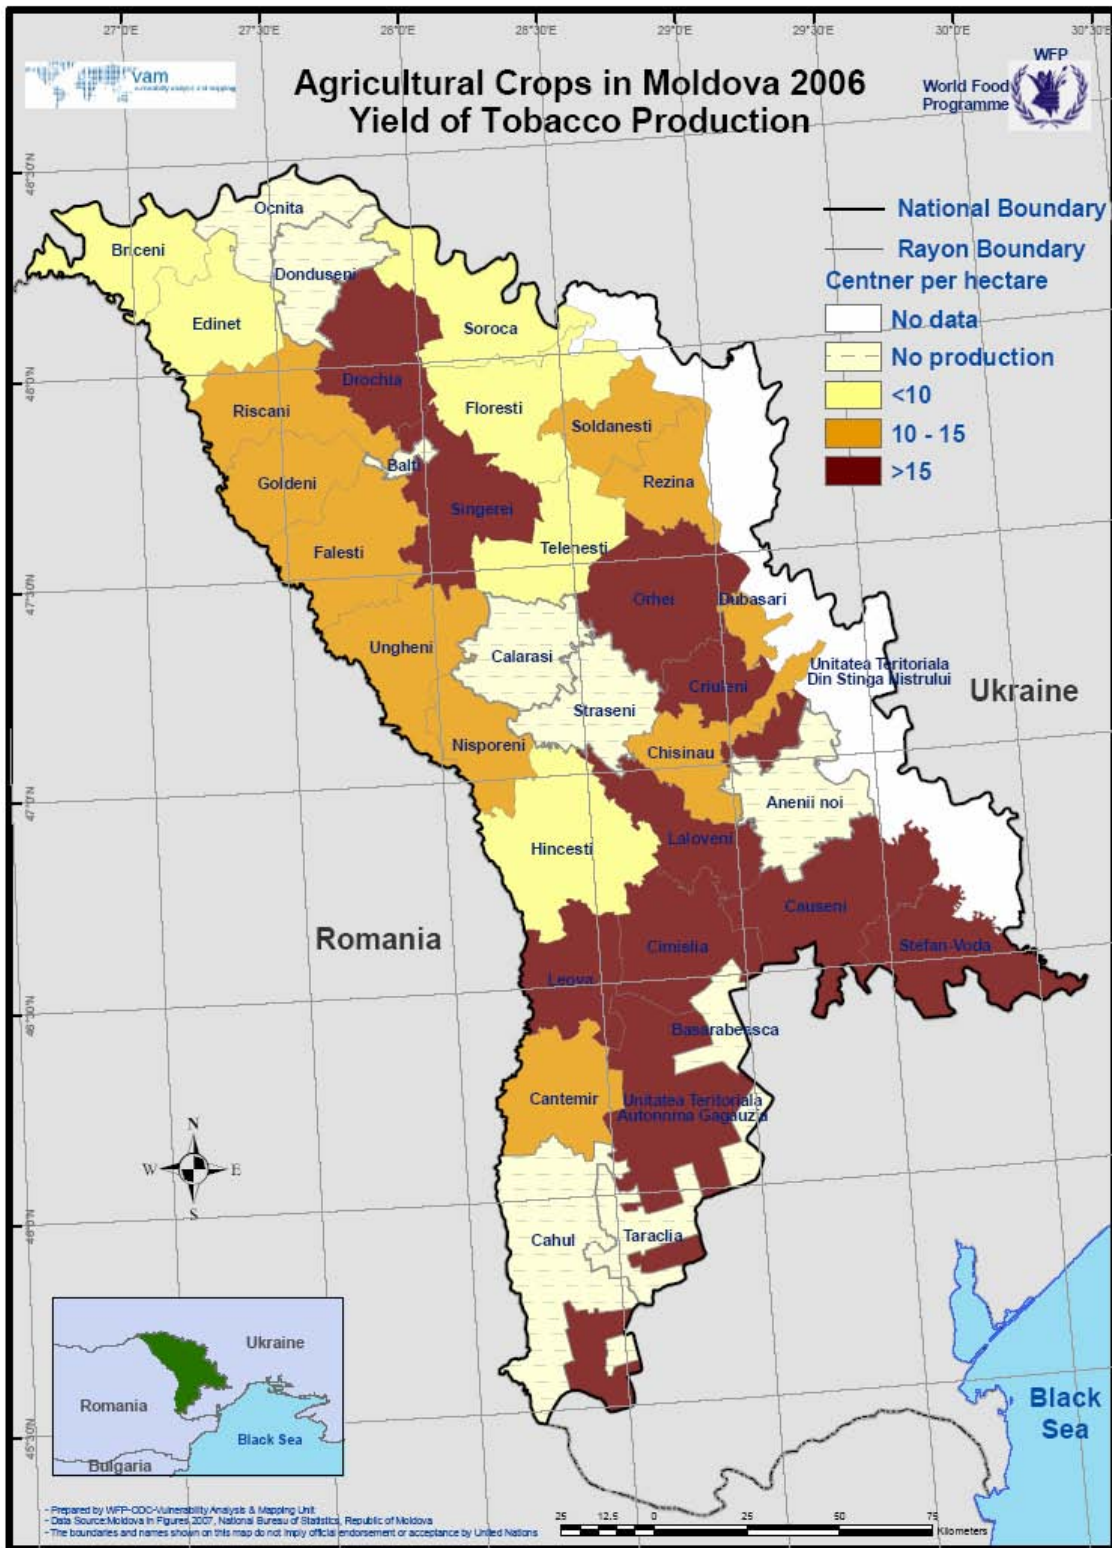 27°0'E 27°30'E 28°0'E 28°30'E 29°0'E 29°30'E 30°0'E 30°30'E
vam
WFP
World Food
Programme
Agricultural Crops in Moldova 2006
Yield of Tobacco Production
National Boundary
Rayon Boundary
Centner per hectare
No data
No production
<10
10 - 15
>15
48°30'N
48°0'N
47°30'N
47°0'N
46°30'N
46°0'N
45°30'N
Ocnita
Briceni
Donduseni
Edinet
Soroca
Drochia
Riscani
Floresti
Soldanesti
Balti
Goldeni
Rezina
Singerei
Falesti
Telenesti
Orhei
Dubasari
Ungheni
Calarasi
Criuleni
Unitatea Teritoriala
Din Stinga Nistrului
Ukraine
Straseni
Nisporeni
Chisinau
Anenii noi
Hincesti
Laloveni
Causeni
Romania
Cimislia
Stefan-Voda
Leova
Basarabeasca
Cantemir
Unitatea Teritoriala
Autonoma Gagauzia
N
W E
S
Cahul
Taraclia
Ukraine
Romania
Black Sea
Bulgaria
Black
Sea
- Prepared by WFP-ODC-Vulnerability Analysis & Mapping Unit
- Data Source:Moldova in Figures 2007, National Bureau of Statistics, Republic of Moldova
- The boundaries and names shown on this map do not imply official endorsement or acceptance by United Nations
25 12.5 0 25 50 75
Kilometers